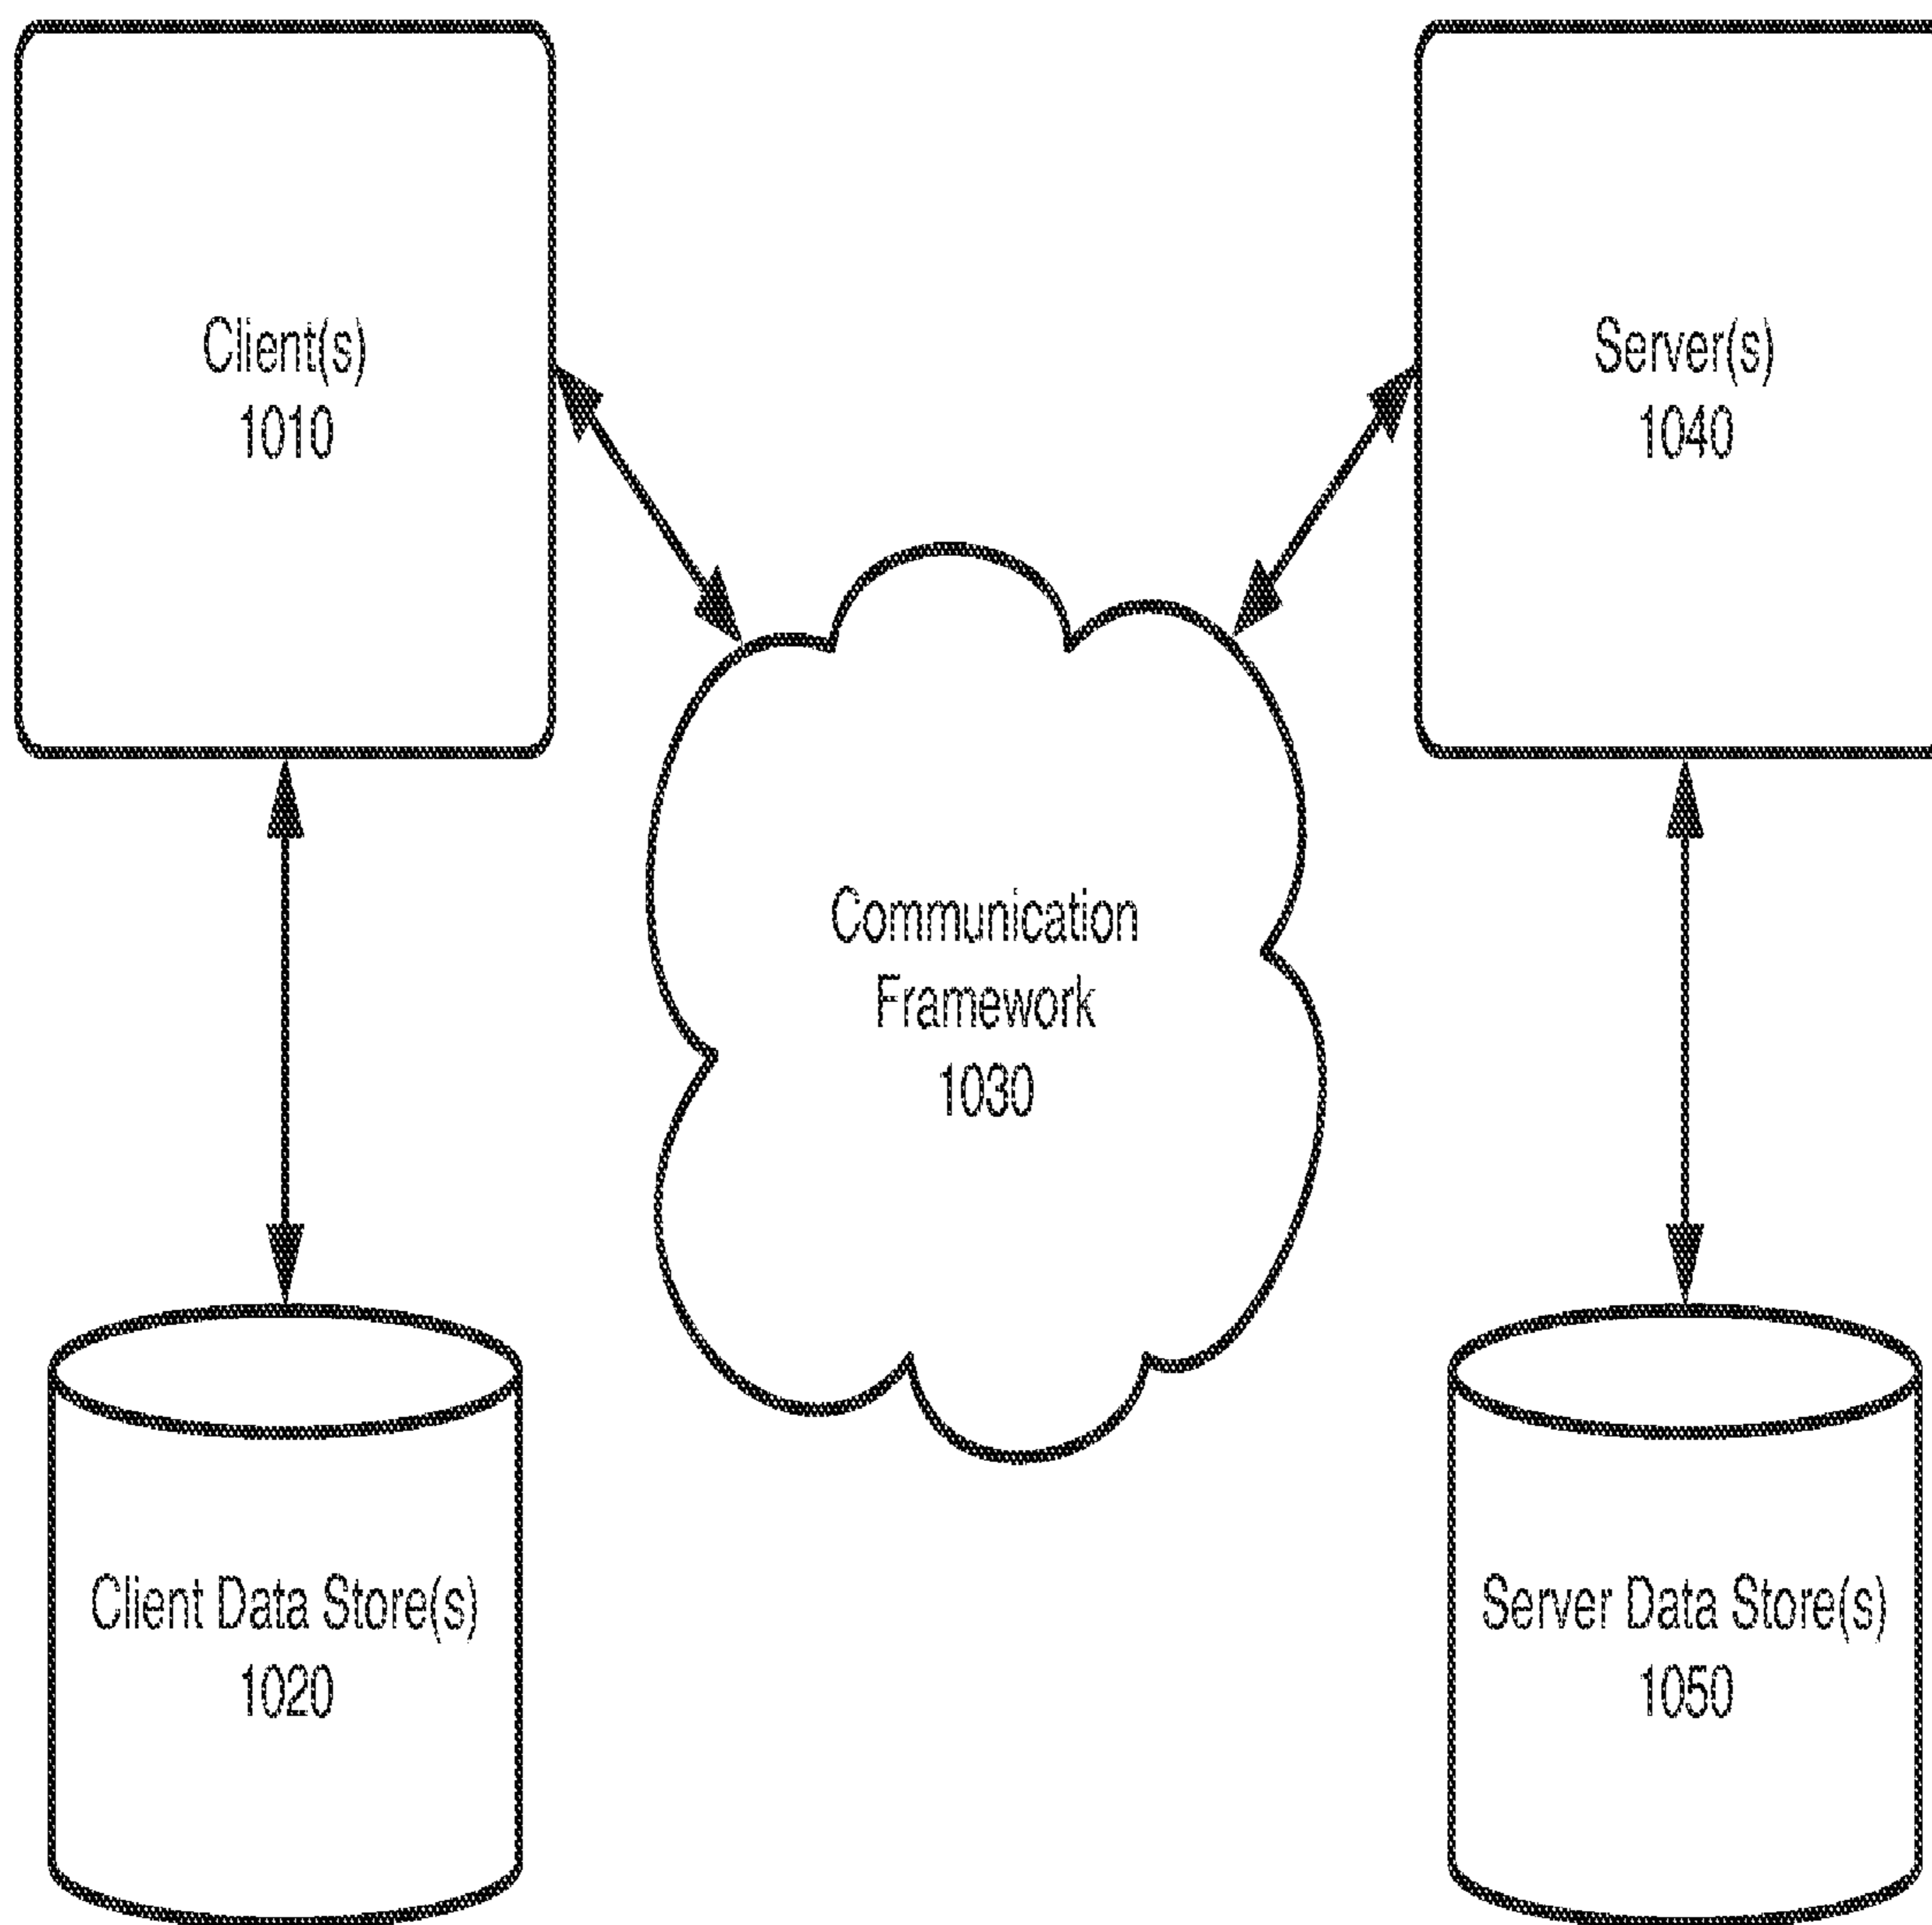 Client(s)
1010
Server(s)
1040
Communication
Framework
1030
Client Data Store(s)
1020
Server Data Store(s)
1050